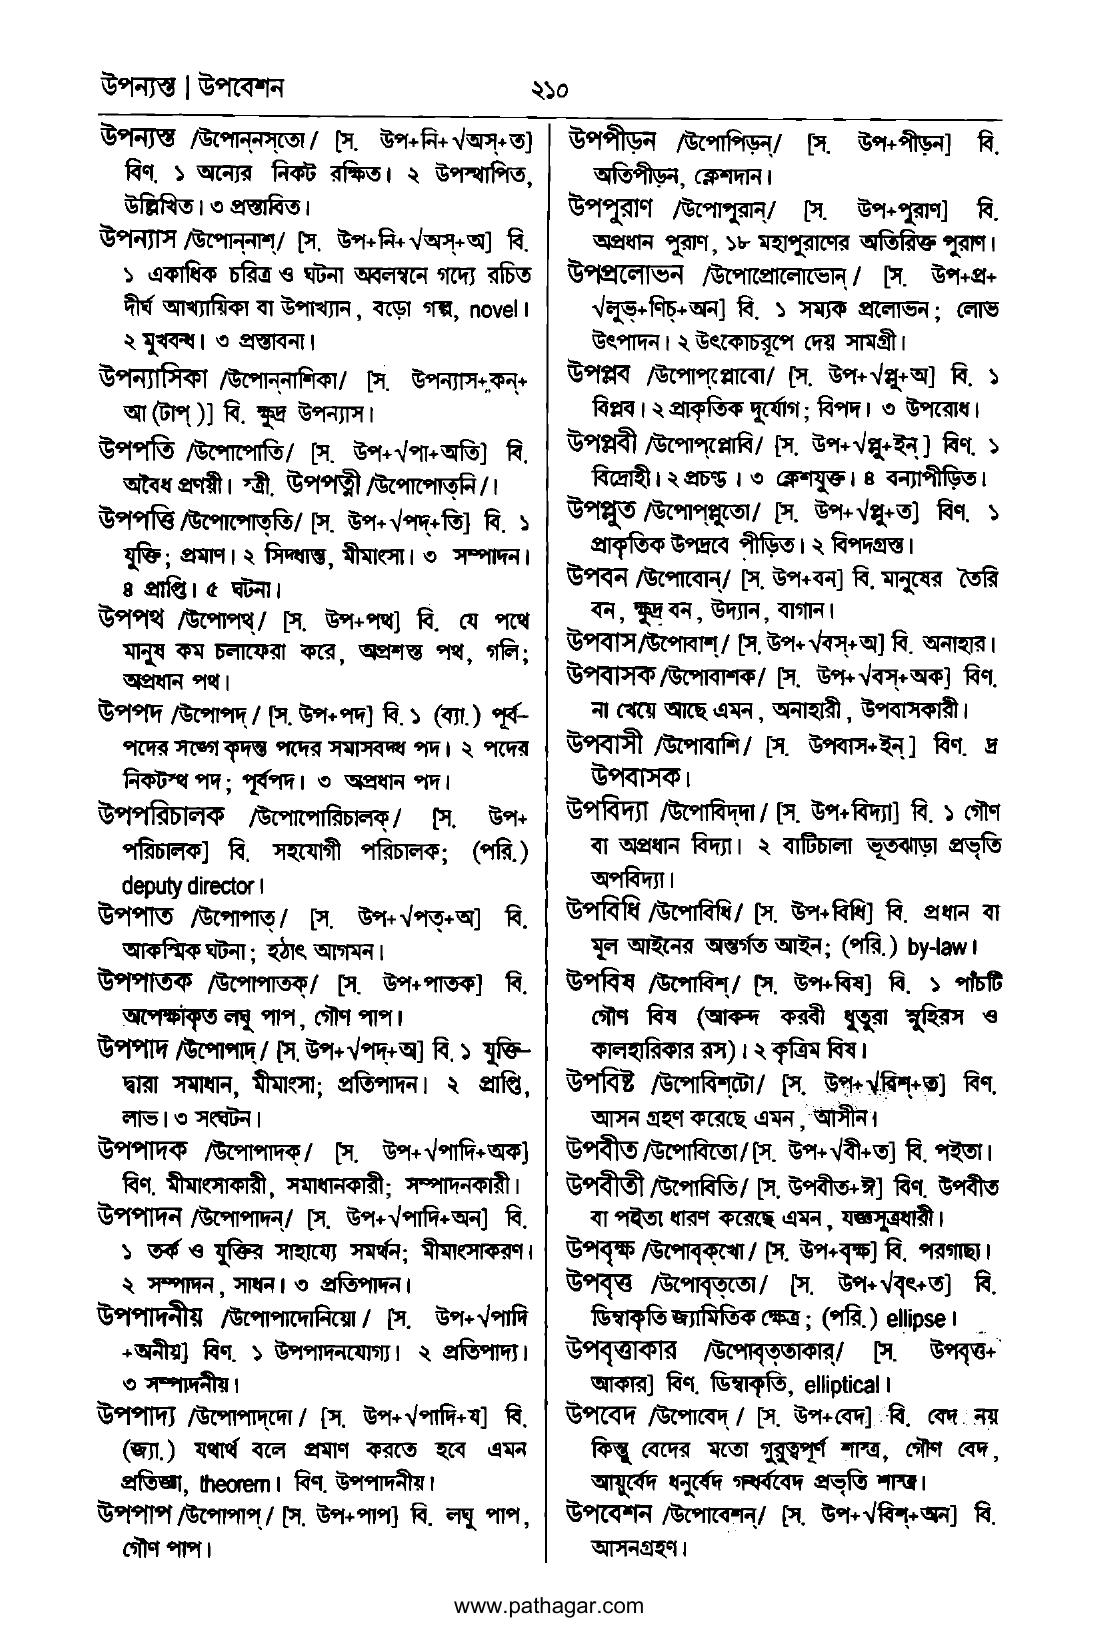 উপন্যস্ত | উপবেশন
২১০
উপন্যস্ত /উপোন্‌নস্‌তো/ [স. উপ+নি+√অস্‌+ত]
বিণ. ১ অন্যের নিকট রক্ষিত। ২ উপস্থাপিত,
উল্লিখিত। ৩ প্রস্তাবিত।
উপন্যাস /উপোন্‌নাশ্‌/ [স. উপ+নি+√অস্‌+অ] বি.
১ একাধিক চরিত্র ও ঘটনা অবলম্বনে গদ্যে রচিত
দীর্ঘ আখ্যায়িকা বা উপাখ্যান, বড়ো গল্প, novel।
২ মুখবন্ধ। ৩ প্রস্তাবনা।
উপন্যাসিকা /উপোন্‌নাশিকা/ [স. উপন্যাস+কন্‌+
আ (টাপ্‌)] বি. ক্ষুদ্র উপন্যাস।
উপপতি /উপোপোতি/ [স. উপ+√পা+অতি] বি.
অবৈধ প্রণয়ী। স্ত্রী. উপপত্নী /উপোপোত্‌নি/।
উপপত্তি /উপোপোত্‌তি/ [স. উপ+√পদ্‌+তি] বি. ১
যুক্তি; প্রমাণ। ২ সিদ্ধান্ত, মীমাংসা। ৩ সম্পাদন।
৪ প্রাপ্তি। ৫ ঘটনা।
উপপথ /উপোপথ্‌/ [স. উপ+পথ] বি. যে পথে
মানুষ কম চলাফেরা করে, অপ্রশস্ত পথ, গলি;
অপ্রধান পথ।
উপপদ /উপোপদ্‌/ [স. উপ+পদ] বি. ১ (ব্যা.) পূর্ব-
পদের সঙ্গে কৃদন্ত পদের সমাসবদ্ধ পদ। ২ পদের
নিকটস্থ পদ; পূর্বপদ। ৩ অপ্রধান পদ।
উপপরিচালক /উপোপোরিচালক্‌/ [স. উপ+
পরিচালক] বি. সহযোগী পরিচালক; (পরি.)
deputy director।
উপপাত /উপোপাত্‌/ [স. উপ+√পত্‌+অ] বি.
আকস্মিক ঘটনা; হঠাৎ আগমন।
উপপাতক /উপোপাতক্‌/ [স. উপ+পাতক] বি.
অপেক্ষাকৃত লঘু পাপ, গৌণ পাপ।
উপপাদ /উপোপাদ্‌/ [স. উপ+√পদ্‌+অ] বি. ১ যুক্তি-
দ্বারা সমাধান, মীমাংসা; প্রতিপাদন। ২ প্রাপ্তি,
লাভ। ৩ সংঘটন।
উপপাদক /উপোপাদক্‌/ [স. উপ+√পাদি+অক]
বিণ. মীমাংসাকারী, সমাধানকারী; সম্পাদনকারী।
উপপাদন /উপোপাদন্‌/ [স. উপ+√পাদি+অন] বি.
১ তর্ক ও যুক্তির সাহায্যে সমর্থন; মীমাংসাকরণ।
২ সম্পাদন, সাধন। ৩ প্রতিপাদন।
উপপাদনীয় /উপোপাদোনিয়ো/ [স. উপ+√পাদি
+অনীয়] বিণ. ১ উপপাদনযোগ্য। ২ প্রতিপাদ্য।
৩ সম্পাদনীয়।
উপপাদ্য /উপোপাদ্‌দো/ [স. উপ+√পাদি+য] বি.
(জ্যা.) যথার্থ বলে প্রমাণ করতে হবে এমন
প্রতিজ্ঞা, theorem। বিণ. উপপাদনীয়।
উপপাপ /উপোপাপ্‌/ [স. উপ+পাপ] বি. লঘু পাপ,
গৌণ পাপ।
উপপীড়ন /উপোপিড়ন্‌/ [স. উপ+পীড়ন] বি.
অতিপীড়ন, ক্লেশদান।
উপপুরাণ /উপোপুরান্‌/ [স. উপ+পুরাণ] বি.
অপ্রধান পুরাণ, ১৮ মহাপুরাণের অতিরিক্ত পুরাণ।
উপপ্রলোভন /উপোপ্রোলোভোন্‌/ [স. উপ+প্র+
√লুভ্‌+ণিচ্‌+অন] বি. ১ সম্যক প্রলোভন; লোভ
উৎপাদন। ২ উৎকোচরূপে দেয় সামগ্রী।
উপপ্লব /উপোপ্‌প্লোবো/ [স. উপ+√প্লু+অ] বি. ১
বিপ্লব। ২ প্রাকৃতিক দুর্যোগ; বিপদ। ৩ উপরোধ।
উপপ্লবী /উপোপ্‌প্লোবি/ [স. উপ+√প্লু+ইন্‌] বিণ. ১
বিদ্রোহী। ২ প্রচণ্ড। ৩ ক্লেশযুক্ত। ৪ বন্যাপীড়িত।
উপপ্লুত /উপোপ্‌প্লুতো/ [স. উপ+√প্লু+ত] বিণ. ১
প্রাকৃতিক উপদ্রবে পীড়িত। ২ বিপদগ্রস্ত।
উপবন /উপোবোন্‌/ [স. উপ+বন] বি. মানুষের তৈরি
বন, ক্ষুদ্র বন, উদ্যান, বাগান।
উপবাস /উপোবাশ্‌/ [স. উপ+√বস্‌+অ] বি. অনাহার।
উপবাসক /উপোবাশক/ [স. উপ+√বস্‌+অক] বিণ.
না খেয়ে আছে এমন, অনাহারী, উপবাসকারী।
উপবাসী /উপোবাশি/ [স. উপবাস+ইন্‌] বিণ. দ্র
উপবাসক।
উপবিদ্যা /উপোবিদ্‌দা/ [স. উপ+বিদ্যা] বি. ১ গৌণ
বা অপ্রধান বিদ্যা। ২ বাটিচালা ভূতঝাড়া প্রভৃতি
অপবিদ্যা।
উপবিধি /উপোবিধি/ [স. উপ+বিধি] বি. প্রধান বা
মূল আইনের অন্তর্গত আইন; (পরি.) by-law।
উপবিষ /উপোবিশ্‌/ [স. উপ+বিষ] বি. ১ পাঁচটি
গৌণ বিষ (আকন্দ করবী ধুতুরা স্নুহিরস ও
কালহারিকার রস)। ২ কৃত্রিম বিষ।
উপবিষ্ট /উপোবিশ্‌টো/ [স. উপ+√বিশ্‌+ত] বিণ.
আসন গ্রহণ করেছে এমন, আসীন।
উপবীত /উপোবিতো/ [স. উপ+√বী+ত] বি. পইতা।
উপবীতী /উপোবিতি/ [স. উপবীত+ঈ] বিণ. উপবীত
বা পইতা ধারণ করেছে এমন, যজ্ঞসূত্রধারী।
উপবৃক্ষ /উপোবৃক্‌খো/ [স. উপ+বৃক্ষ] বি. পরগাছা।
উপবৃত্ত /উপোবৃত্‌তো/ [স. উপ+√বৃৎ+ত] বি.
ডিম্বাকৃতি জ্যামিতিক ক্ষেত্র; (পরি.) ellipse।
উপবৃত্তাকার /উপোবৃত্‌তাকার্‌/ [স. উপবৃত্ত+
আকার] বিণ. ডিম্বাকৃতি, elliptical।
উপবেদ /উপোবেদ্‌/ [স. উপ+বেদ] বি. বেদ নয়
কিন্তু বেদের মতো গুরুত্বপূর্ণ শাস্ত্র, গৌণ বেদ,
আয়ুর্বেদ ধনুর্বেদ গন্ধর্ববেদ প্রভৃতি শাস্ত্র।
উপবেশন /উপোবেশন্‌/ [স. উপ+√বিশ্‌+অন] বি.
আসনগ্রহণ।
www.pathagar.com